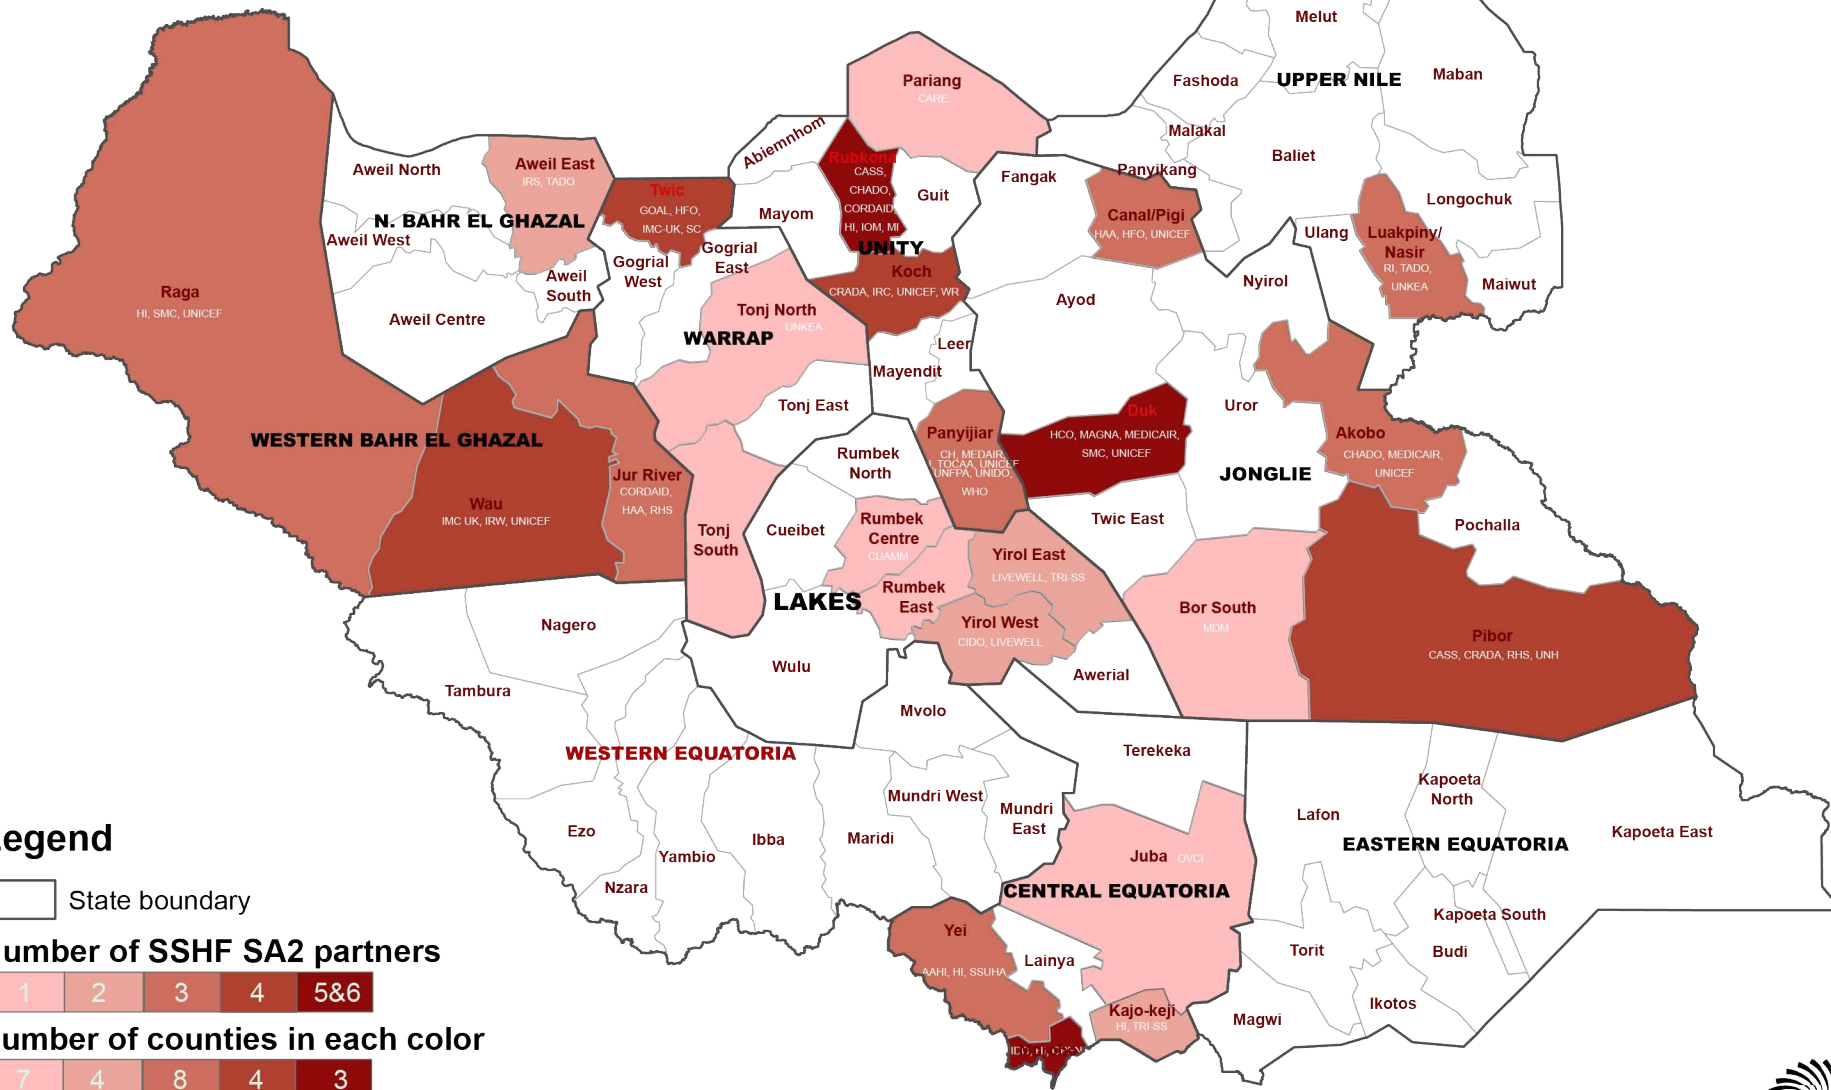 Melut
Fashoda
UPPER NILE
Maban
Pariang
CARE
Malakal
Abiemnhom
Baliet
Rubkona
CASS,
CHADO,
CORDAID,
HI, IOM, MI
Aweil North
Aweil East
IRS, TADO
Twic
GOAL, HFO,
IMC-UK, SC
Panyikang
Fangak
Guit
Mayom
Longochuk
Canal/Pigi
HAA, HFO, UNICEF
N. BAHR EL GHAZAL
Aweil West
Ulang
Luakpiny/
Nasir
RI, TADO,
UNKEA
UNITY
Gogrial
East
Gogrial
West
Aweil
South
Koch
CRADA, IRC, UNICEF, WR
Nyirol
Maiwut
Raga
HI, SMC, UNICEF
Ayod
Tonj North
UNKEA
Aweil Centre
WARRAP
Leer
Mayendit
Tonj East
Uror
Duk
HCO, MAGNA, MEDICAIR,
SMC, UNICEF
Panyijiar
CH, MEDAIR,
TOCAA, UNICEF
UNFPA, UNIDO,
WHO
Akobo
CHADO, MEDICAIR,
UNICEF
WESTERN BAHR EL GHAZAL
Rumbek
North
JONGLIE
Jur River
CORDAID,
HAA, RHS
Wau
IMC UK, IRW, UNICEF
Tonj
South
Cueibet
Rumbek
Centre
CUAMM
Twic East
Pochalla
Yirol East
LIVEWELL, TRI-SS
LAKES
Rumbek
East
Bor South
MDM
Yirol West
CIDO, LIVEWELL
Nagero
Pibor
CASS, CRADA, RHS, UNH
Wulu
Awerial
Tambura
Mvolo
WESTERN EQUATORIA
Terekeka
Kapoeta
North
Mundri West
Mundri
East
Lafon
Ezo
Ibba
Maridi
Kapoeta East
EASTERN EQUATORIA
Yambio
Juba OVCI
Nzara
CENTRAL EQUATORIA
Kapoeta South
Yei
AAHI, HI, SSUHA
Lainya
Torit
Budi
Ikotos
Kajo-keji
HI, TRI-SS
Magwi
egend
State boundary
umber of SSHF SA2 partners
1 2 3 4 5&6
umber of counties in each color
7 4 8 4 3